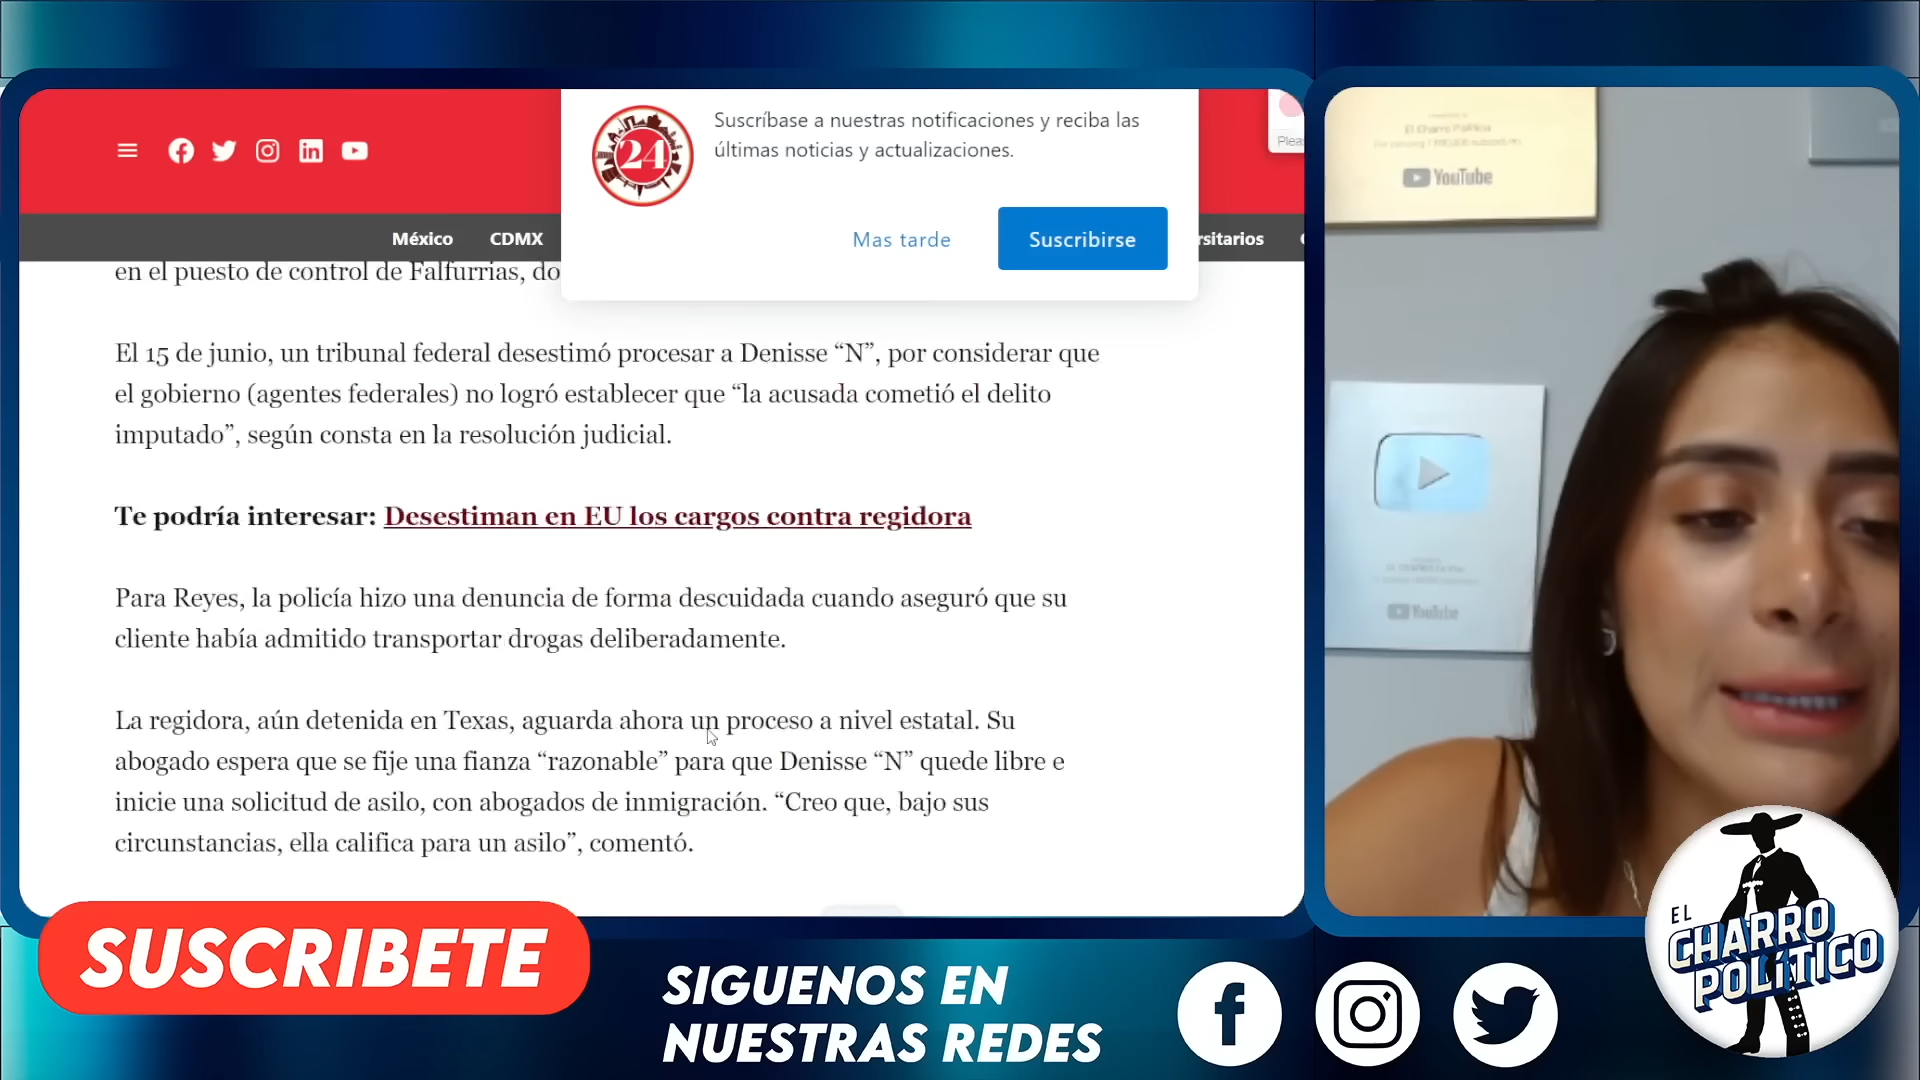 Suscríbase a nuestras notificaciones y reciba las
últimas noticias y actualizaciones.
24
Mas tarde
Suscribirse
México
CDMX
rsitarios
en el puesto de control de Falfurrias, do
El 15 de junio, un tribunal federal desestimó procesar a Denisse “N”, por considerar que
el gobierno (agentes federales) no logró establecer que “la acusada cometió el delito
imputado”, según consta en la resolución judicial.
Te podría interesar: Desestiman en EU los cargos contra regidora
Para Reyes, la policía hizo una denuncia de forma descuidada cuando aseguró que su
cliente había admitido transportar drogas deliberadamente.
La regidora, aún detenida en Texas, aguarda ahora un proceso a nivel estatal. Su
abogado espera que se fije una fianza “razonable” para que Denisse “N” quede libre e
inicie una solicitud de asilo, con abogados de inmigración. “Creo que, bajo sus
circunstancias, ella califica para un asilo”, comentó.
Pleas
El Charro Político
YouTube
YouTube
SUSCRIBETE
SIGUENOS EN
NUESTRAS REDES
EL
CHARRO
POLÍTICO